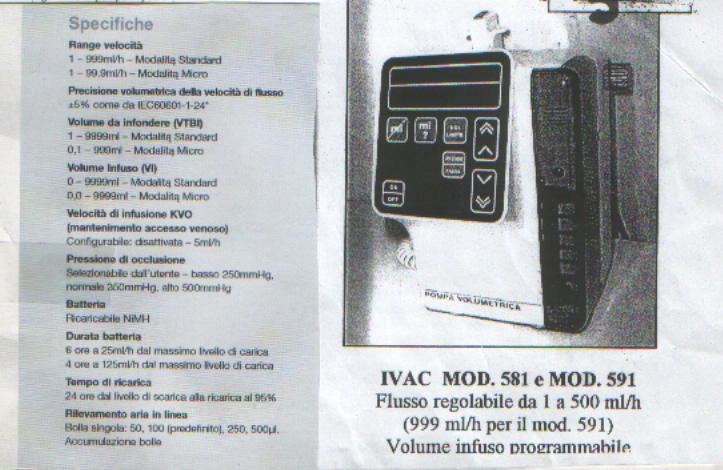 Specifiche
Range velocità
1 – 999ml/h – Modalità Standard
1 – 99.9ml/h – Modalità Micro
Precisione volumetrica della velocità di flusso
±5% come da IEC60601-1-24*
Volume da infondere (VTBI)
1 – 9999ml – Modalità Standard
0,1 – 999ml – Modalità Micro
Volume Infuso (VI)
0 – 9999ml – Modalità Standard
0,0 – 9999ml – Modalità Micro
Velocità di infusione KVO
(mantenimento accesso venoso)
Configurabile: disattivata – 5ml/h
Pressione di occlusione
Selezionabile dall'utente – basso 250mmHg,
normale 350mmHg, alto 500mmHg
Batteria
Ricaricabile NiMH
Durata batteria
6 ore a 25ml/h dal massimo livello di carica
4 ore a 125ml/h dal massimo livello di carica
Tempo di ricarica
24 ore dal livello di scarica alla ricarica al 95%
Rilevamento aria in linea
Bolla singola: 50, 100 (predefinito), 250, 500µl.
Accumulazione bolle
ml
ml
?
ON
OFF
POMPA VOLUMETRICA
IVAC MOD. 581 e MOD. 591
Flusso regolabile da 1 a 500 ml/h
(999 ml/h per il mod. 591)
Volume infuso programmabile